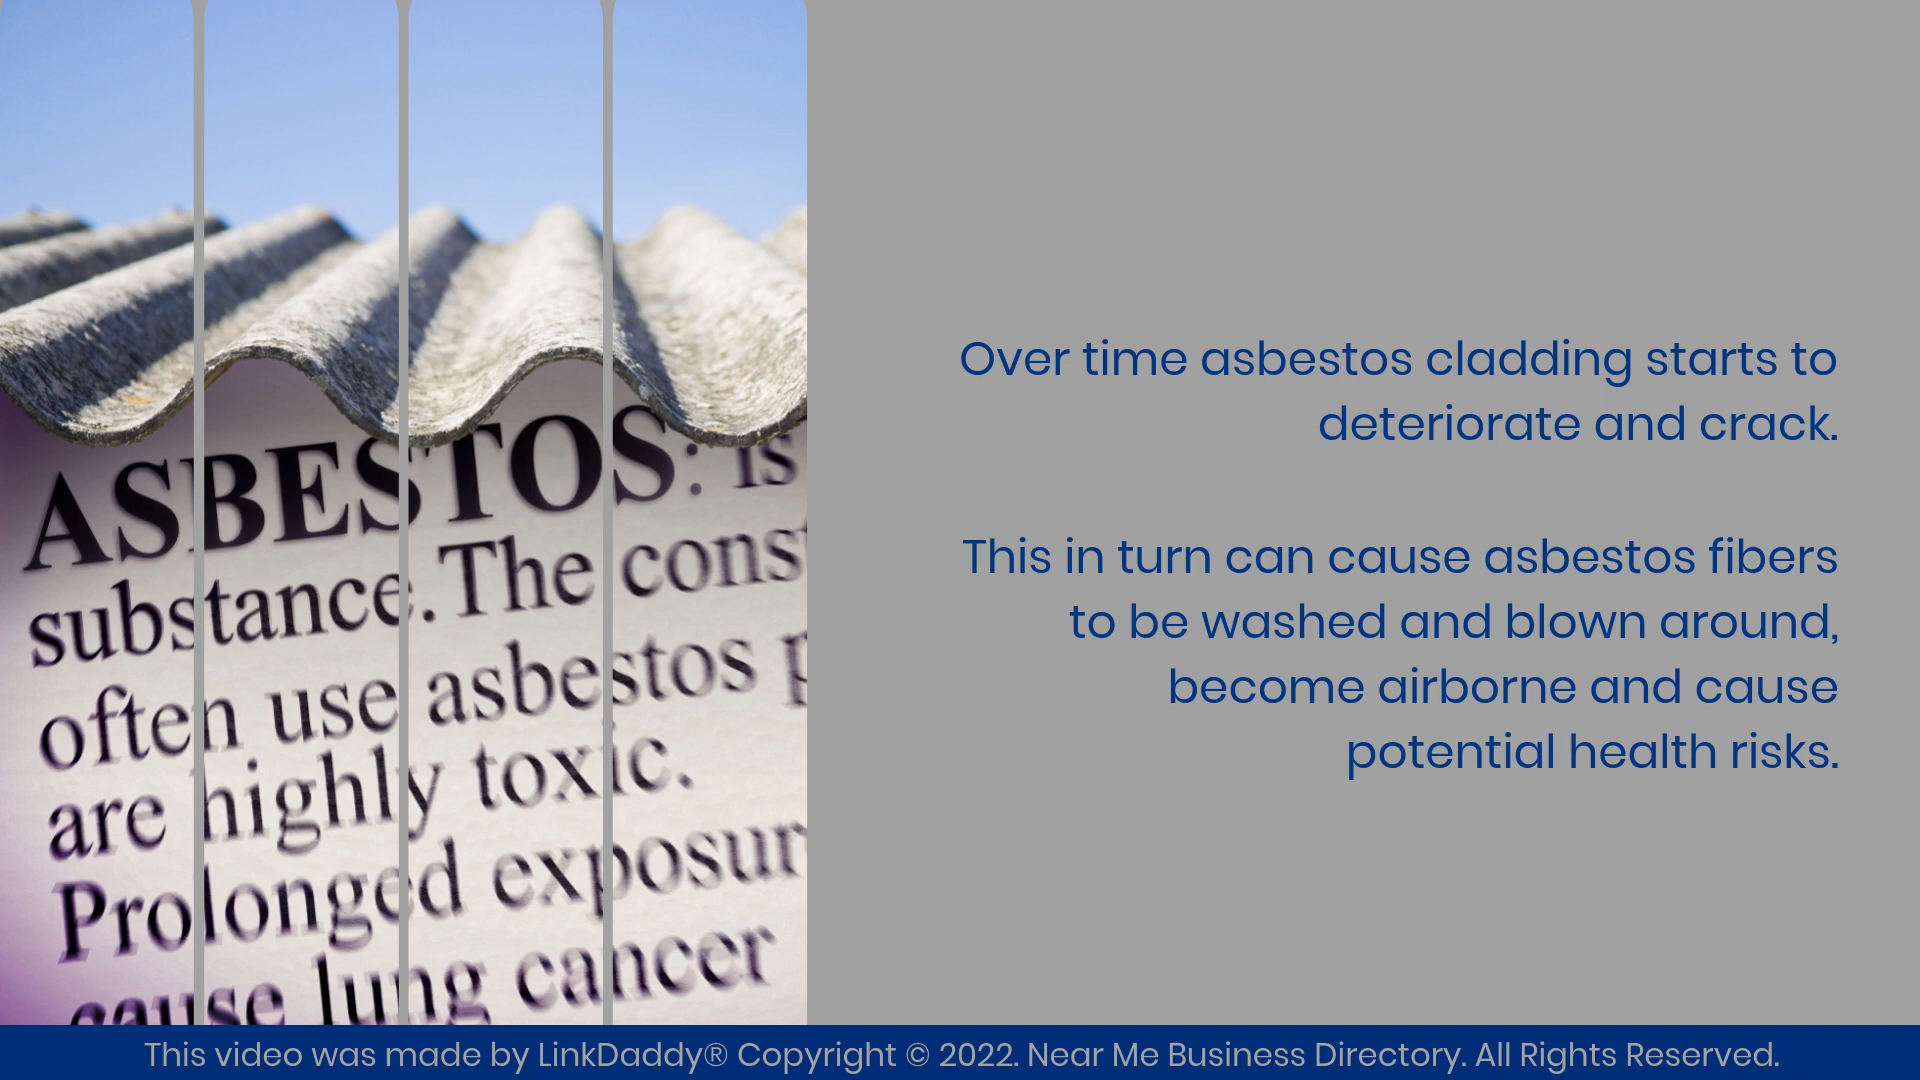 ASBESTOS: is
substance. The const
often use asbestos p
are highly toxic.
Prolonged exposur
cause lung cancer
Over time asbestos cladding starts to
deteriorate and crack.
This in turn can cause asbestos fibers
to be washed and blown around,
become airborne and cause
potential health risks.
This video was made by LinkDaddy® Copyright © 2022. Near Me Business Directory. All Rights Reserved.